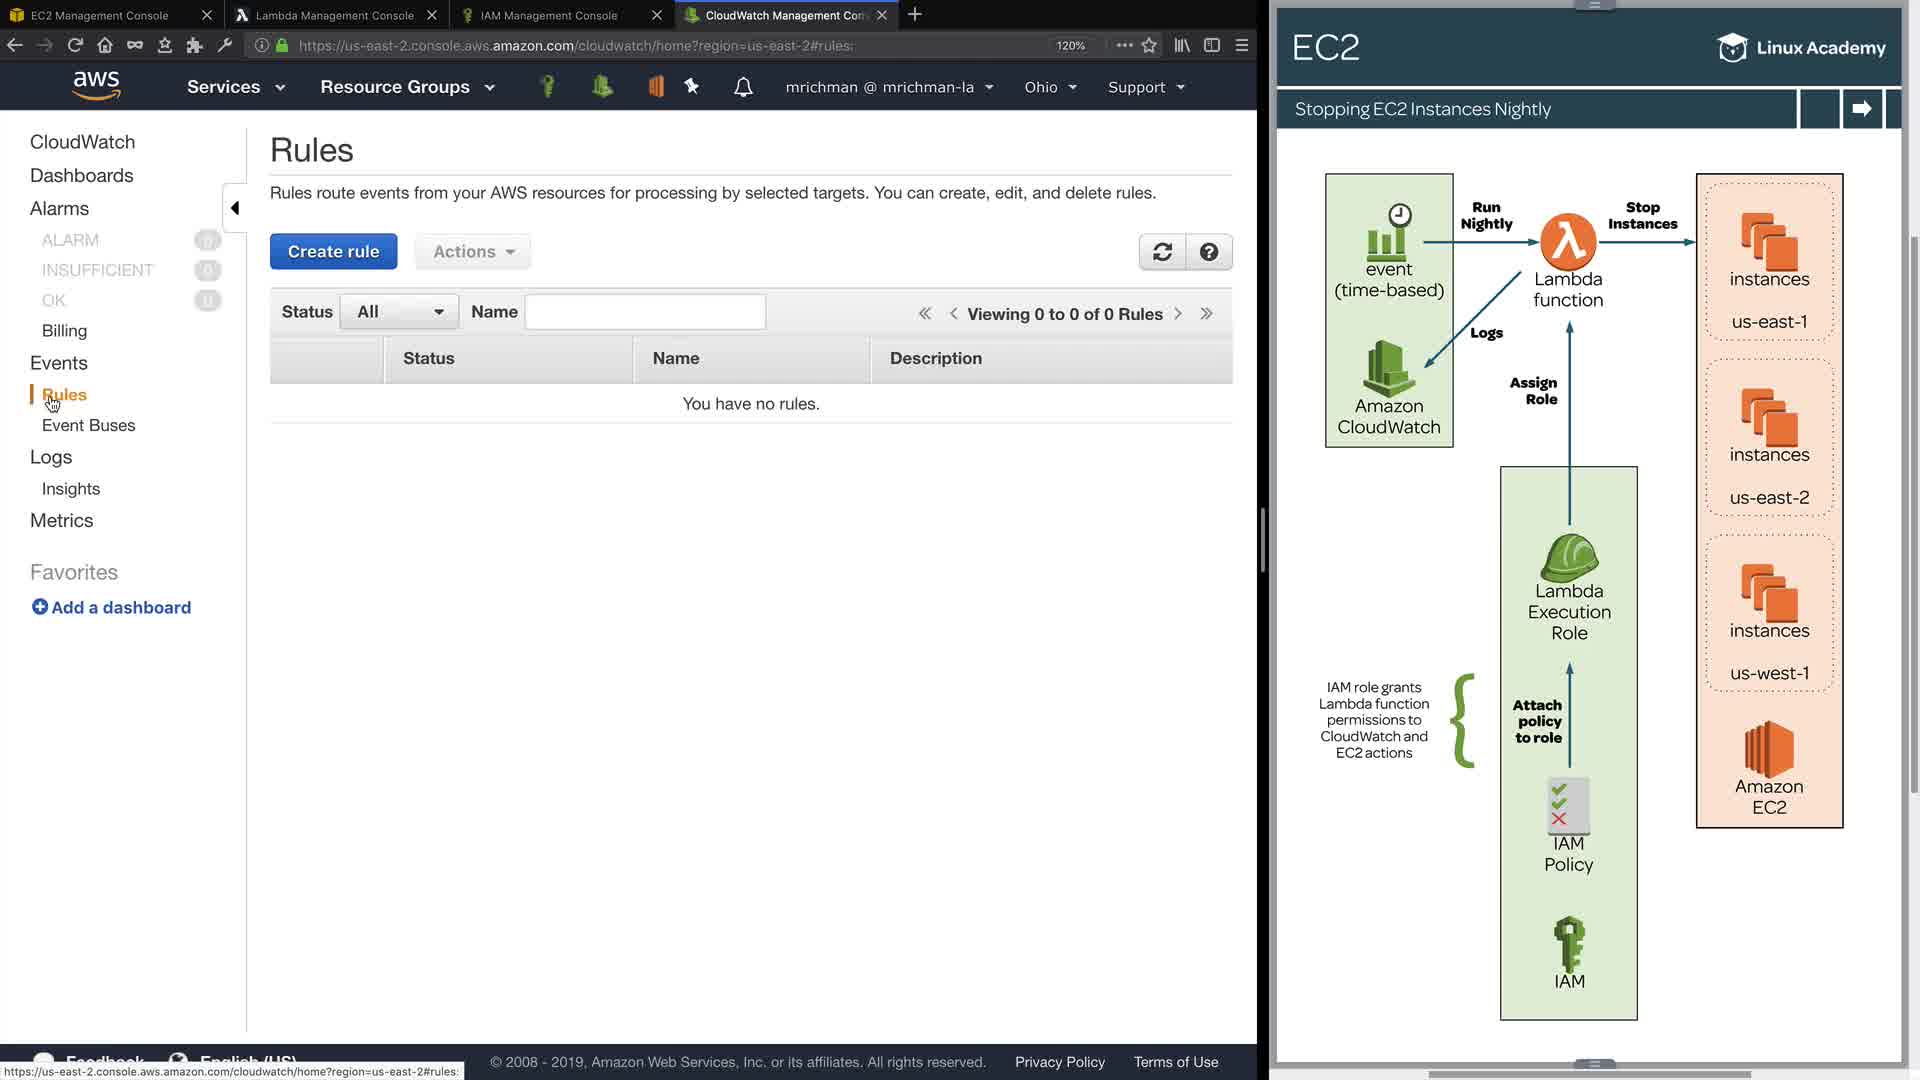 EC2 Management Console
Lambda Management Console
IAM Management Console
CloudWatch Management Con
https://us-east-2.console.aws.amazon.com/cloudwatch/home?region=us-east-2#rules:
120%
aws
Services
Resource Groups
mrichman @ mrichman-la
Ohio
Support
CloudWatch
Dashboards
Alarms
ALARM
INSUFFICIENT
OK
Billing
Events
Rules
Event Buses
Logs
Insights
Metrics
Favorites
Add a dashboard
Rules
Rules route events from your AWS resources for processing by selected targets. You can create, edit, and delete rules.
Create rule
Actions
Status
All
Name
Viewing 0 to 0 of 0 Rules
Status
Name
Description
You have no rules.
Feedback
English (US)
© 2008 - 2019, Amazon Web Services, Inc. or its affiliates. All rights reserved.
Privacy Policy
Terms of Use
https://us-east-2.console.aws.amazon.com/cloudwatch/home?region=us-east-2#rules:
EC2
Linux Academy
Stopping EC2 Instances Nightly
event
(time-based)
Run
Nightly
Lambda
function
Stop
Instances
Logs
Amazon
CloudWatch
Assign
Role
instances
us-east-1
instances
us-east-2
instances
us-west-1
Amazon
EC2
Lambda
Execution
Role
IAM role grants
Lambda function
permissions to
CloudWatch and
EC2 actions
Attach
policy
to role
IAM
Policy
IAM